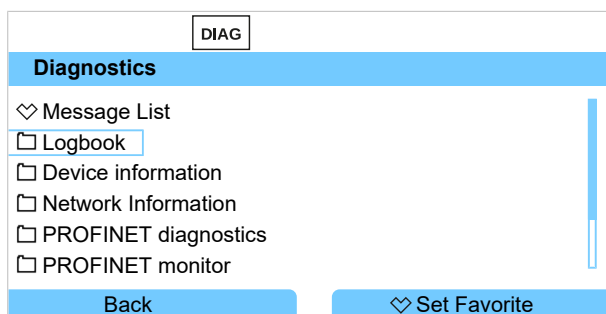 DIAG
Diagnostics
Message List
Logbook
Device information
Network Information
PROFINET diagnostics
PROFINET monitor
Back
Set Favorite